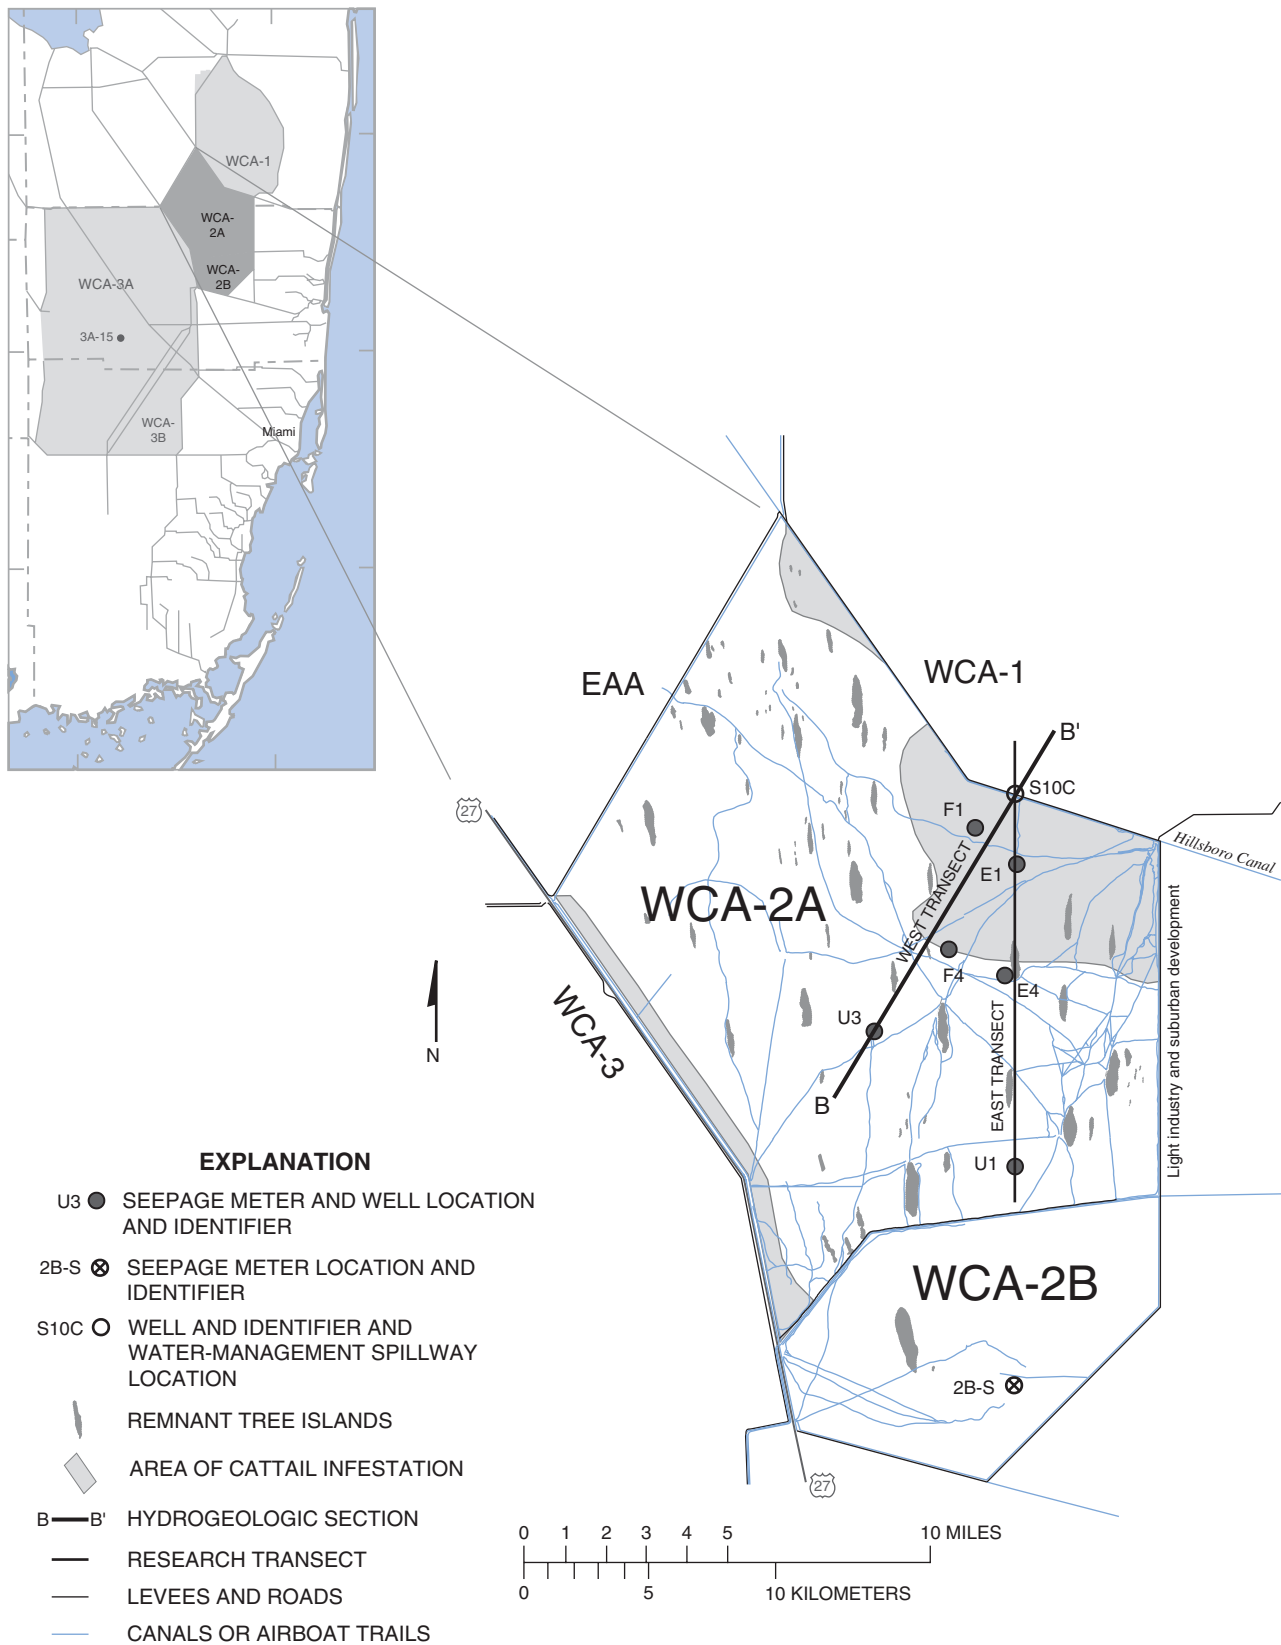 WCA-1
WCA-
2A
WCA-
2B
WCA-3A
3A-15
WCA-
3B
Miami
EAA
WCA-1
B'
S10C
27
F1
Hillsboro Canal
E1
WCA-2A
WEST TRANSECT
F4
E4
U3
WCA-3
N
B
EAST TRANSECT
U1
Light industry and suburban development
WCA-2B
2B-S
27
EXPLANATION
U3 SEEPAGE METER AND WELL LOCATION
AND IDENTIFIER
2B-S SEEPAGE METER LOCATION AND
IDENTIFIER
S10C WELL AND IDENTIFIER AND
WATER-MANAGEMENT SPILLWAY
LOCATION
REMNANT TREE ISLANDS
AREA OF CATTAIL INFESTATION
B B' HYDROGEOLOGIC SECTION
RESEARCH TRANSECT
LEVEES AND ROADS
CANALS OR AIRBOAT TRAILS
0 1 2 3 4 5 10 MILES
0 5 10 KILOMETERS